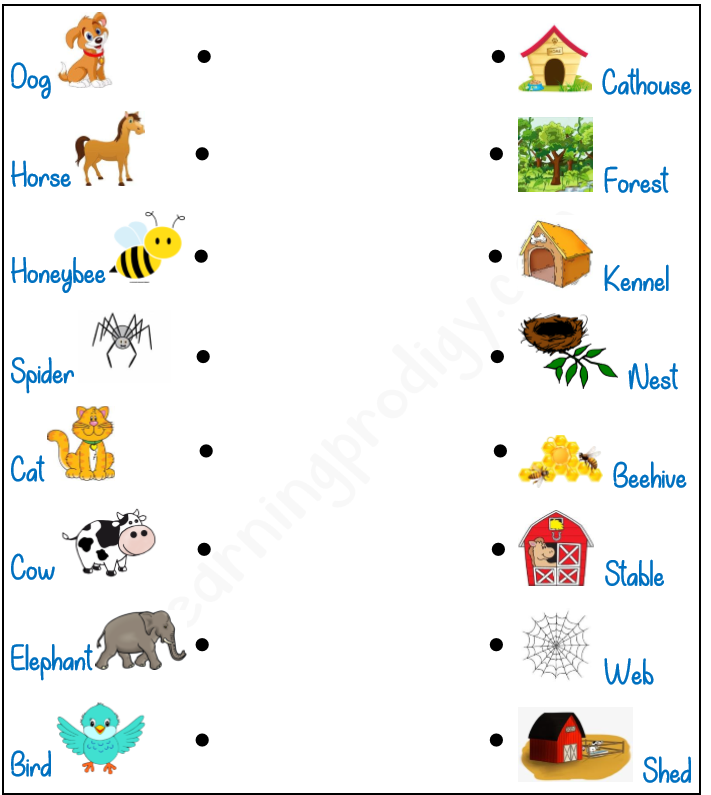 Dog
Cathouse
Horse
Forest
Honeybee
Kennel
Spider
Nest
Cat
Beehive
Cow
Stable
Elephant
Web
Bird
Shed